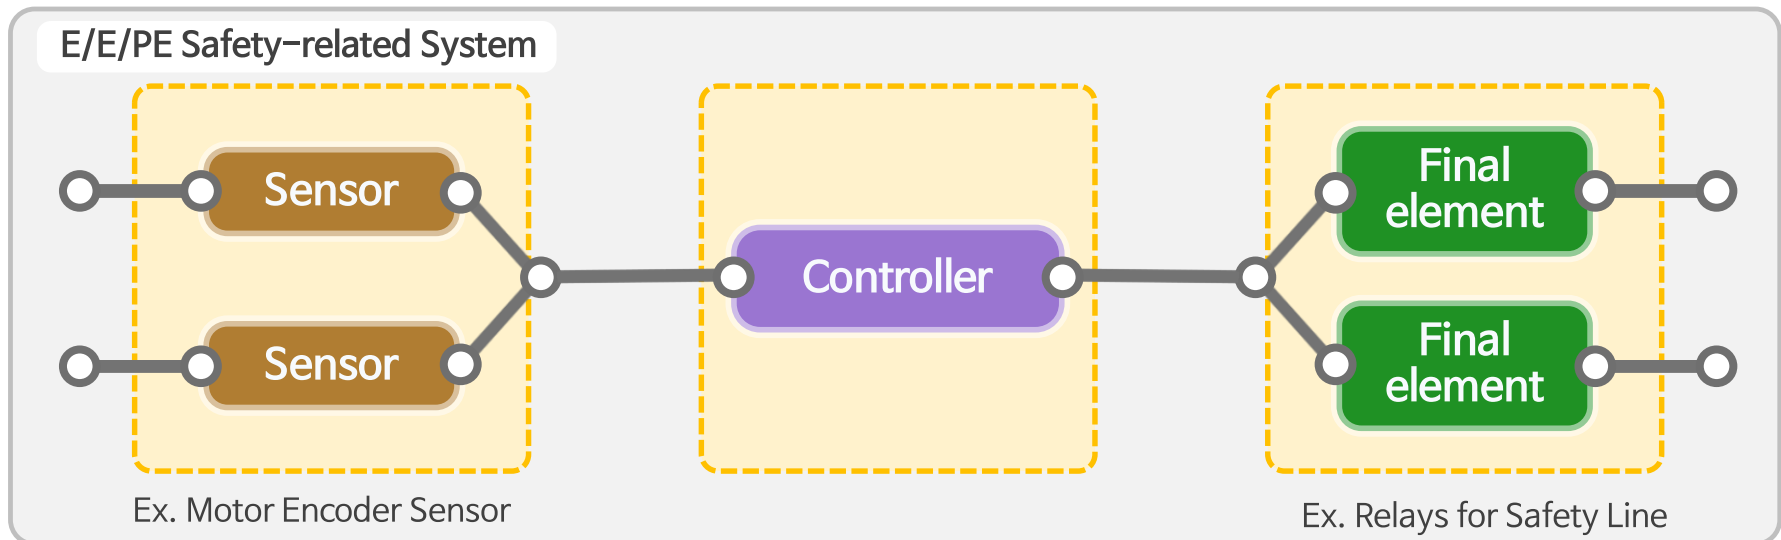 E/E/PE Safety-related System
Sensor
Sensor
Controller
Final
element
Final
element
Ex. Motor Encoder Sensor
Ex. Relays for Safety Line